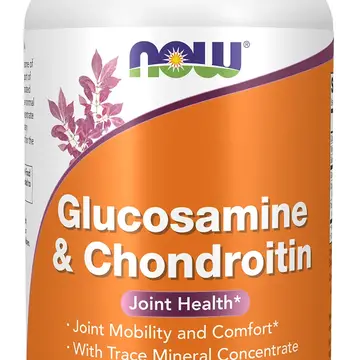 NOW
Glucosamine
& Chondroitin
Joint Health*
• Joint Mobility and Comfort*
• With Trace Mineral Concentrate